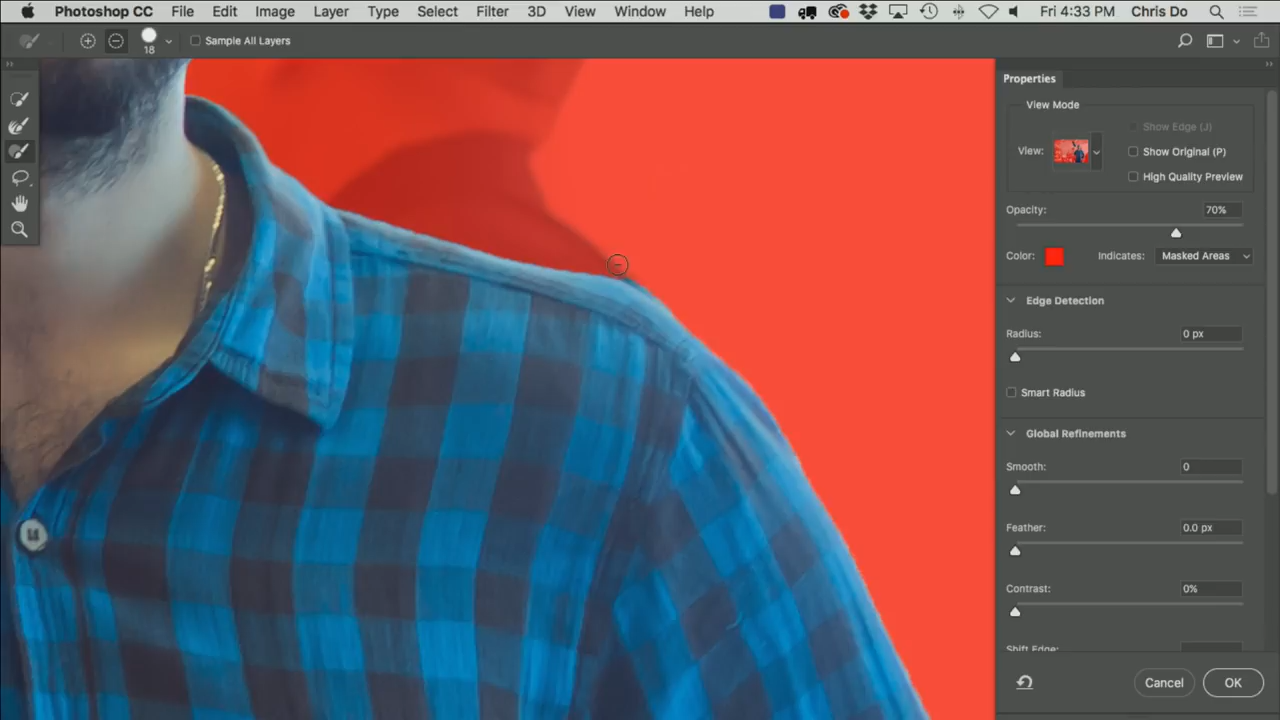 Photoshop CC File Edit Image Layer Type Select Filter 3D View Window Help Fri 4:33 PM Chris Do
18 Sample All Layers
Properties
View Mode
Show Edge (J)
View: Show Original (P)
High Quality Preview
Opacity: 70%
Color: Indicates: Masked Areas
Edge Detection
Radius: 0 px
Smart Radius
Global Refinements
Smooth: 0
Feather: 0.0 px
Contrast: 0%
Shift Edge:
Cancel OK